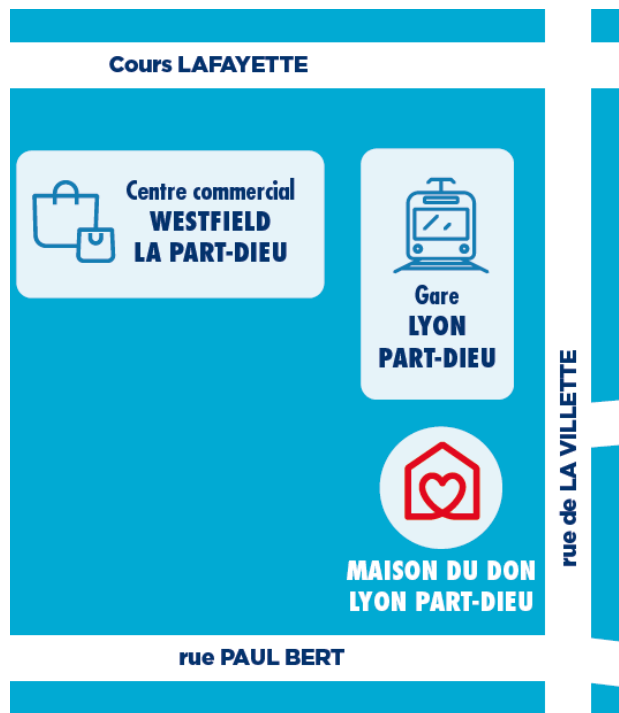 Cours LAFAYETTE
Centre commercial
WESTFIELD
LA PART-DIEU
Gare
LYON
PART-DIEU
rue de LA VILLETTE
MAISON DU DON
LYON PART-DIEU
rue PAUL BERT